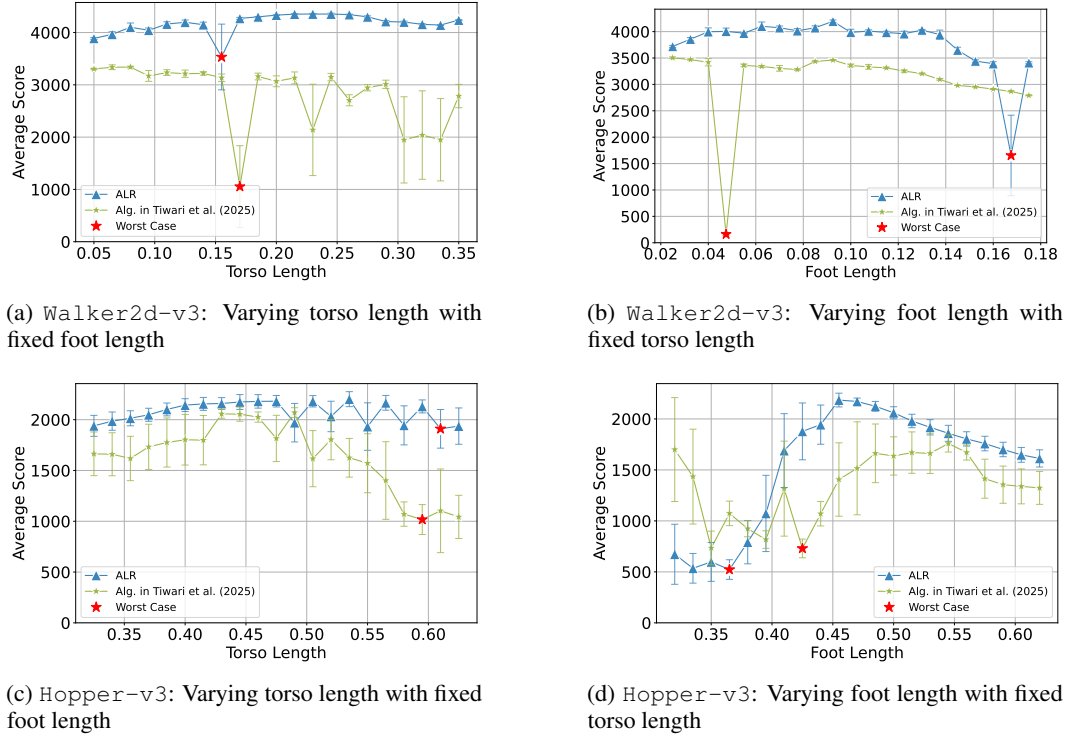 4000
3000
2000
1000
0
Average Score
ALR
Alg. in Tiwari et al. (2025)
Worst Case
0.05 0.10 0.15 0.20 0.25 0.30 0.35
Torso Length
(a) Walker2d-v3: Varying torso length with
fixed foot length
4000
3500
3000
2500
2000
1500
1000
500
0
Average Score
ALR
Alg. in Tiwari et al. (2025)
Worst Case
0.02 0.04 0.06 0.08 0.10 0.12 0.14 0.16 0.18
Foot Length
(b) Walker2d-v3: Varying foot length with
fixed torso length
2000
1500
1000
500
0
Average Score
ALR
Alg. in Tiwari et al. (2025)
Worst Case
0.35 0.40 0.45 0.50 0.55 0.60
Torso Length
(c) Hopper-v3: Varying torso length with fixed
foot length
2000
1500
1000
500
0
Average Score
ALR
Alg. in Tiwari et al. (2025)
Worst Case
0.35 0.40 0.45 0.50 0.55 0.60
Foot Length
(d) Hopper-v3: Varying foot length with fixed
torso length